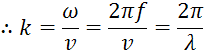 ∴ k = ω/v = 2πf/v = 2π/λ